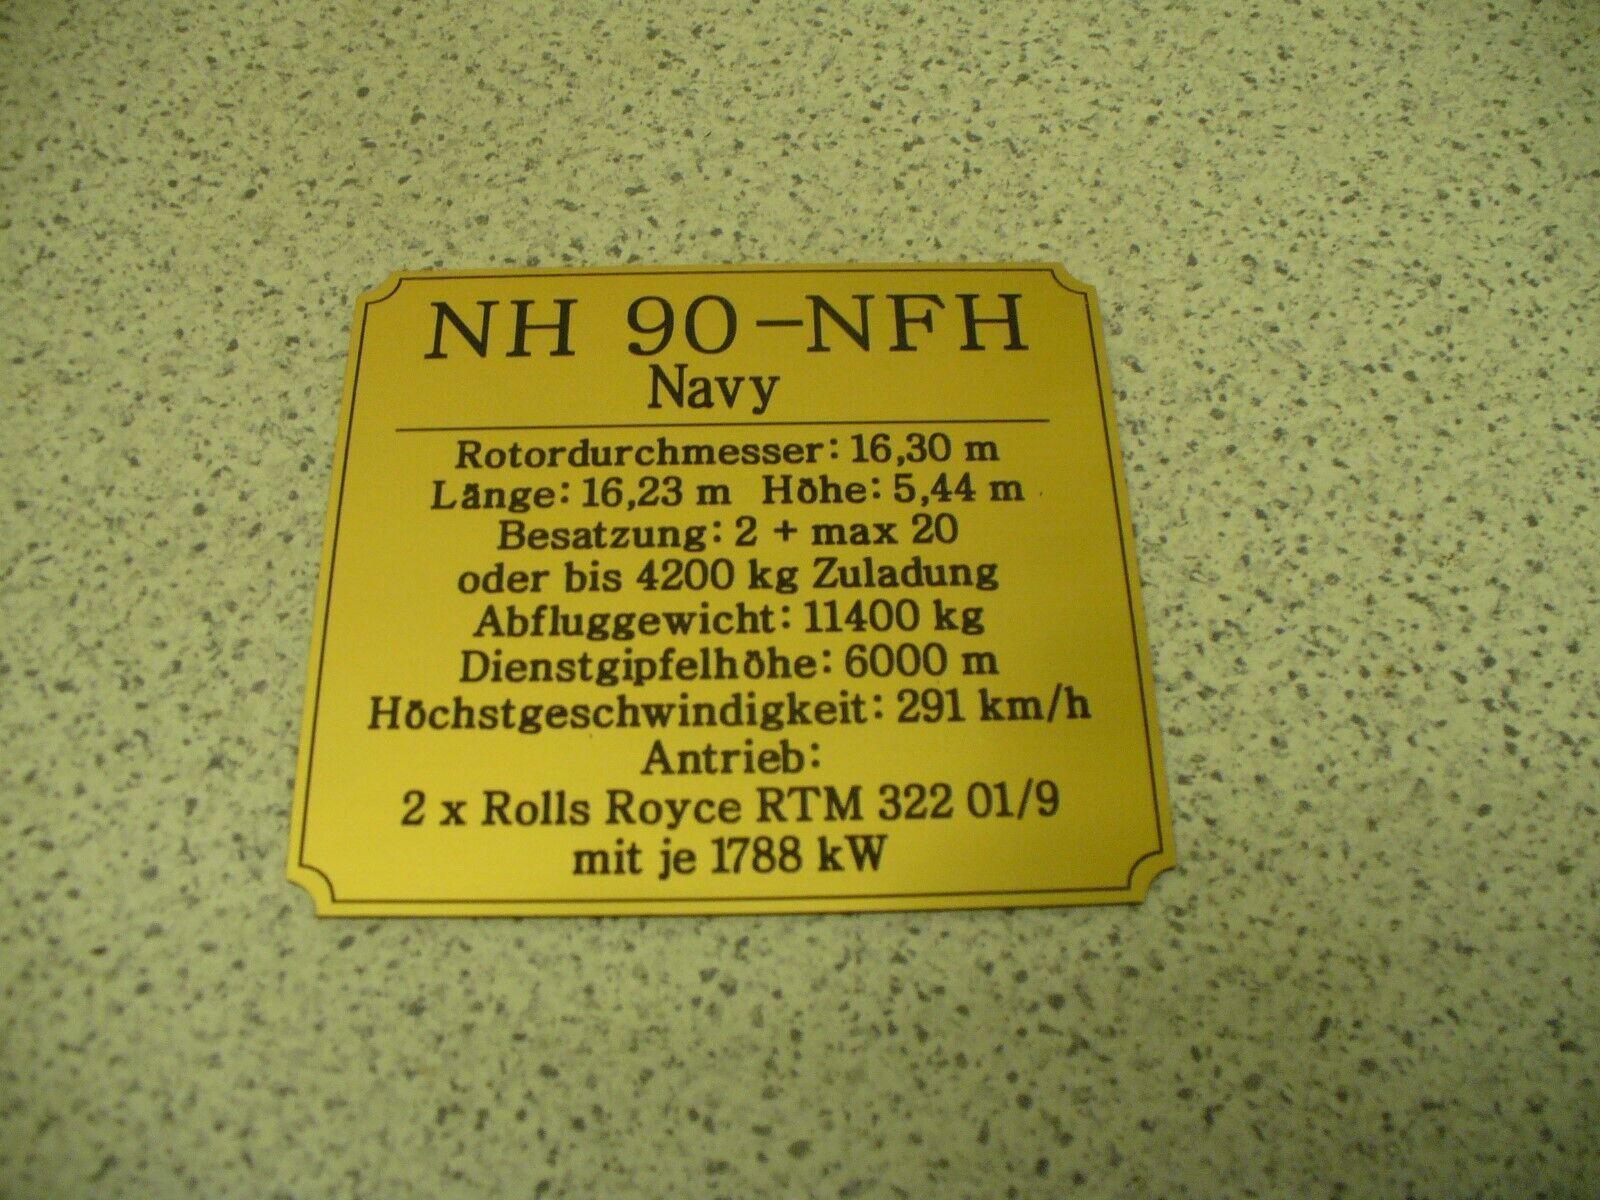 NH 90-NFH
Navy
Rotordurchmesser: 16,30 m
Länge: 16,23 m Höhe: 5,44 m
Besatzung: 2 + max 20
oder bis 4200 kg Zuladung
Abfluggewicht: 11400 kg
Dienstgipfelhöhe: 6000 m
Höchstgeschwindigkeit: 291 km/h
Antrieb:
2 x Rolls Royce RTM 322 01/9
mit je 1788 kW